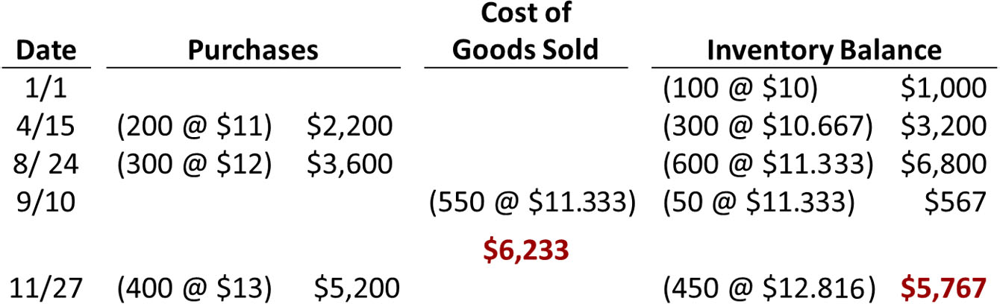 Cost of
Date Purchases Goods Sold Inventory Balance
1/1 (100 @ $10) $1,000
4/15 (200 @ $11) $2,200 (300 @ $10.667) $3,200
8/ 24 (300 @ $12) $3,600 (600 @ $11.333) $6,800
9/10 (550 @ $11.333) (50 @ $11.333) $567
$6,233
11/27 (400 @ $13) $5,200 (450 @ $12.816) $5,767